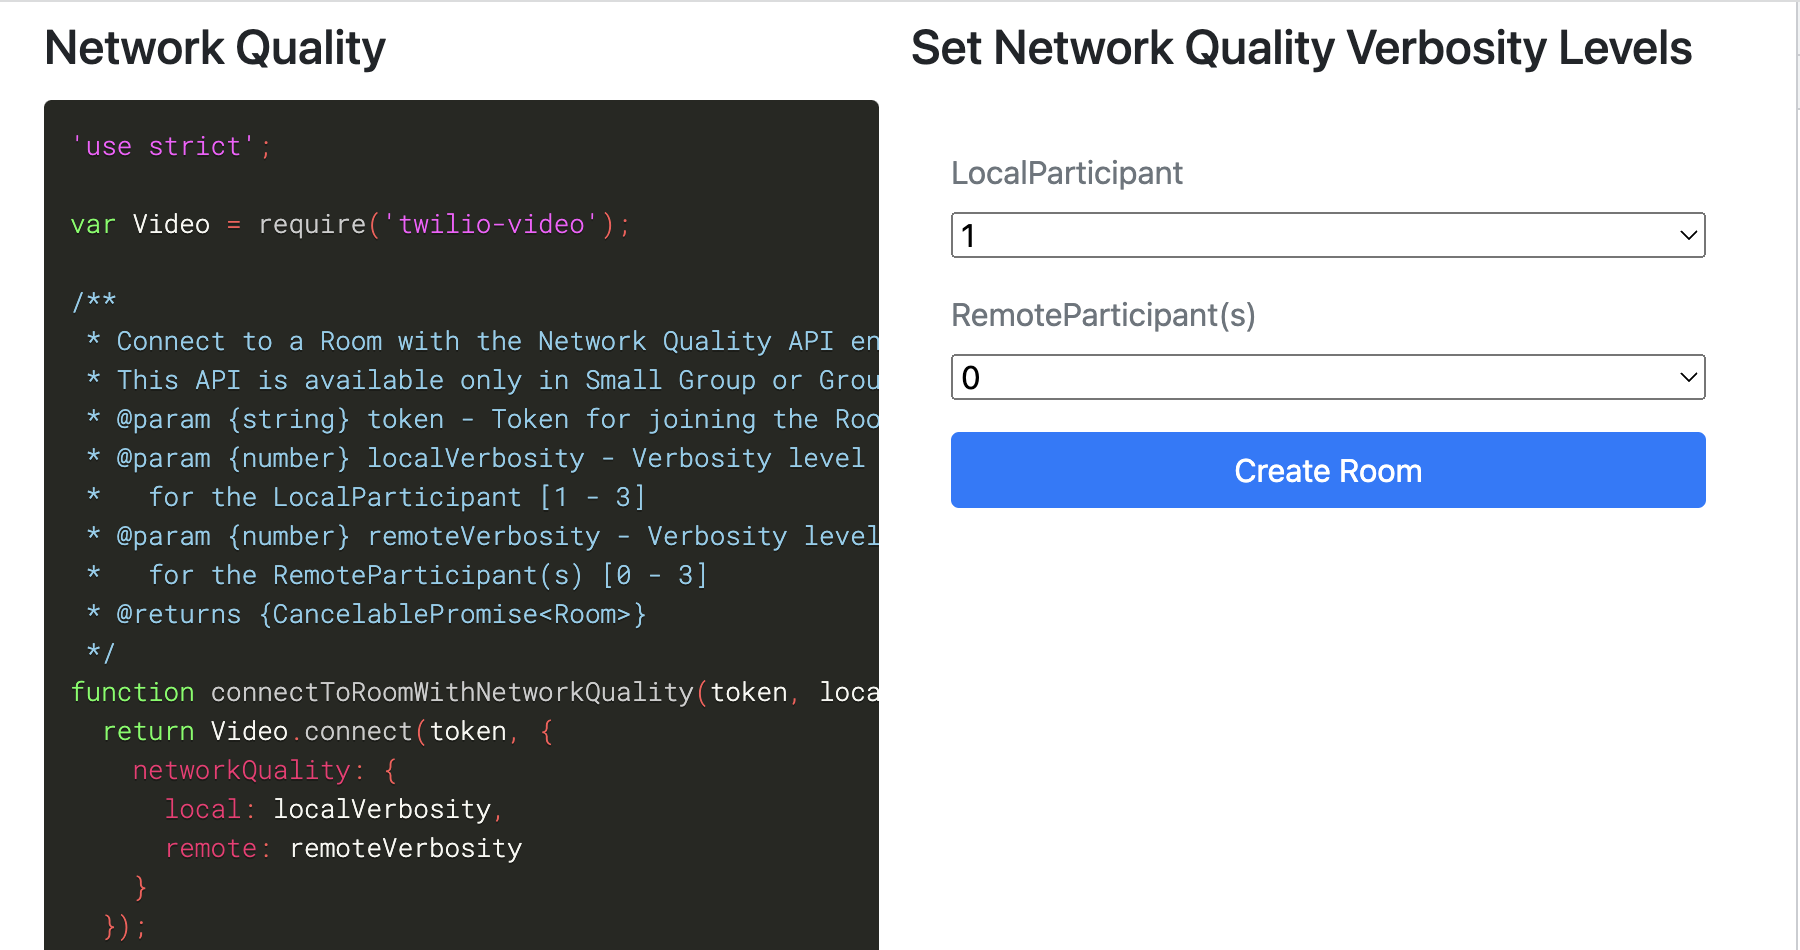 Network Quality
'use strict';
var Video = require('twilio-video');
/**
* Connect to a Room with the Network Quality API en
* This API is available only in Small Group or Grou
* @param {string} token - Token for joining the Roo
* @param {number} localVerbosity - Verbosity level
*   for the LocalParticipant [1 - 3]
* @param {number} remoteVerbosity - Verbosity level
*   for the RemoteParticipant(s) [0 - 3]
* @returns {CancelablePromise<Room>}
*/
function connectToRoomWithNetworkQuality(token, loca
return Video.connect(token, {
networkQuality: {
local: localVerbosity,
remote: remoteVerbosity
}
});
Set Network Quality Verbosity Levels
LocalParticipant
1
RemoteParticipant(s)
0
Create Room